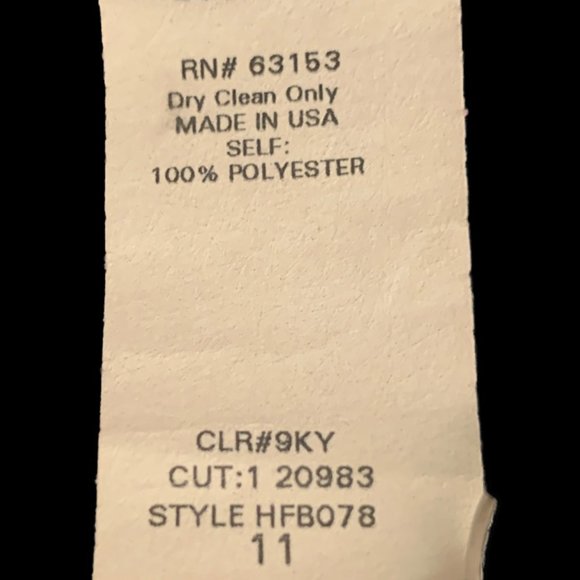 RN# 63153
Dry Clean Only
MADE IN USA
SELF:
100% POLYESTER
CLR#9KY
CUT:1 20983
STYLE HFB078
11